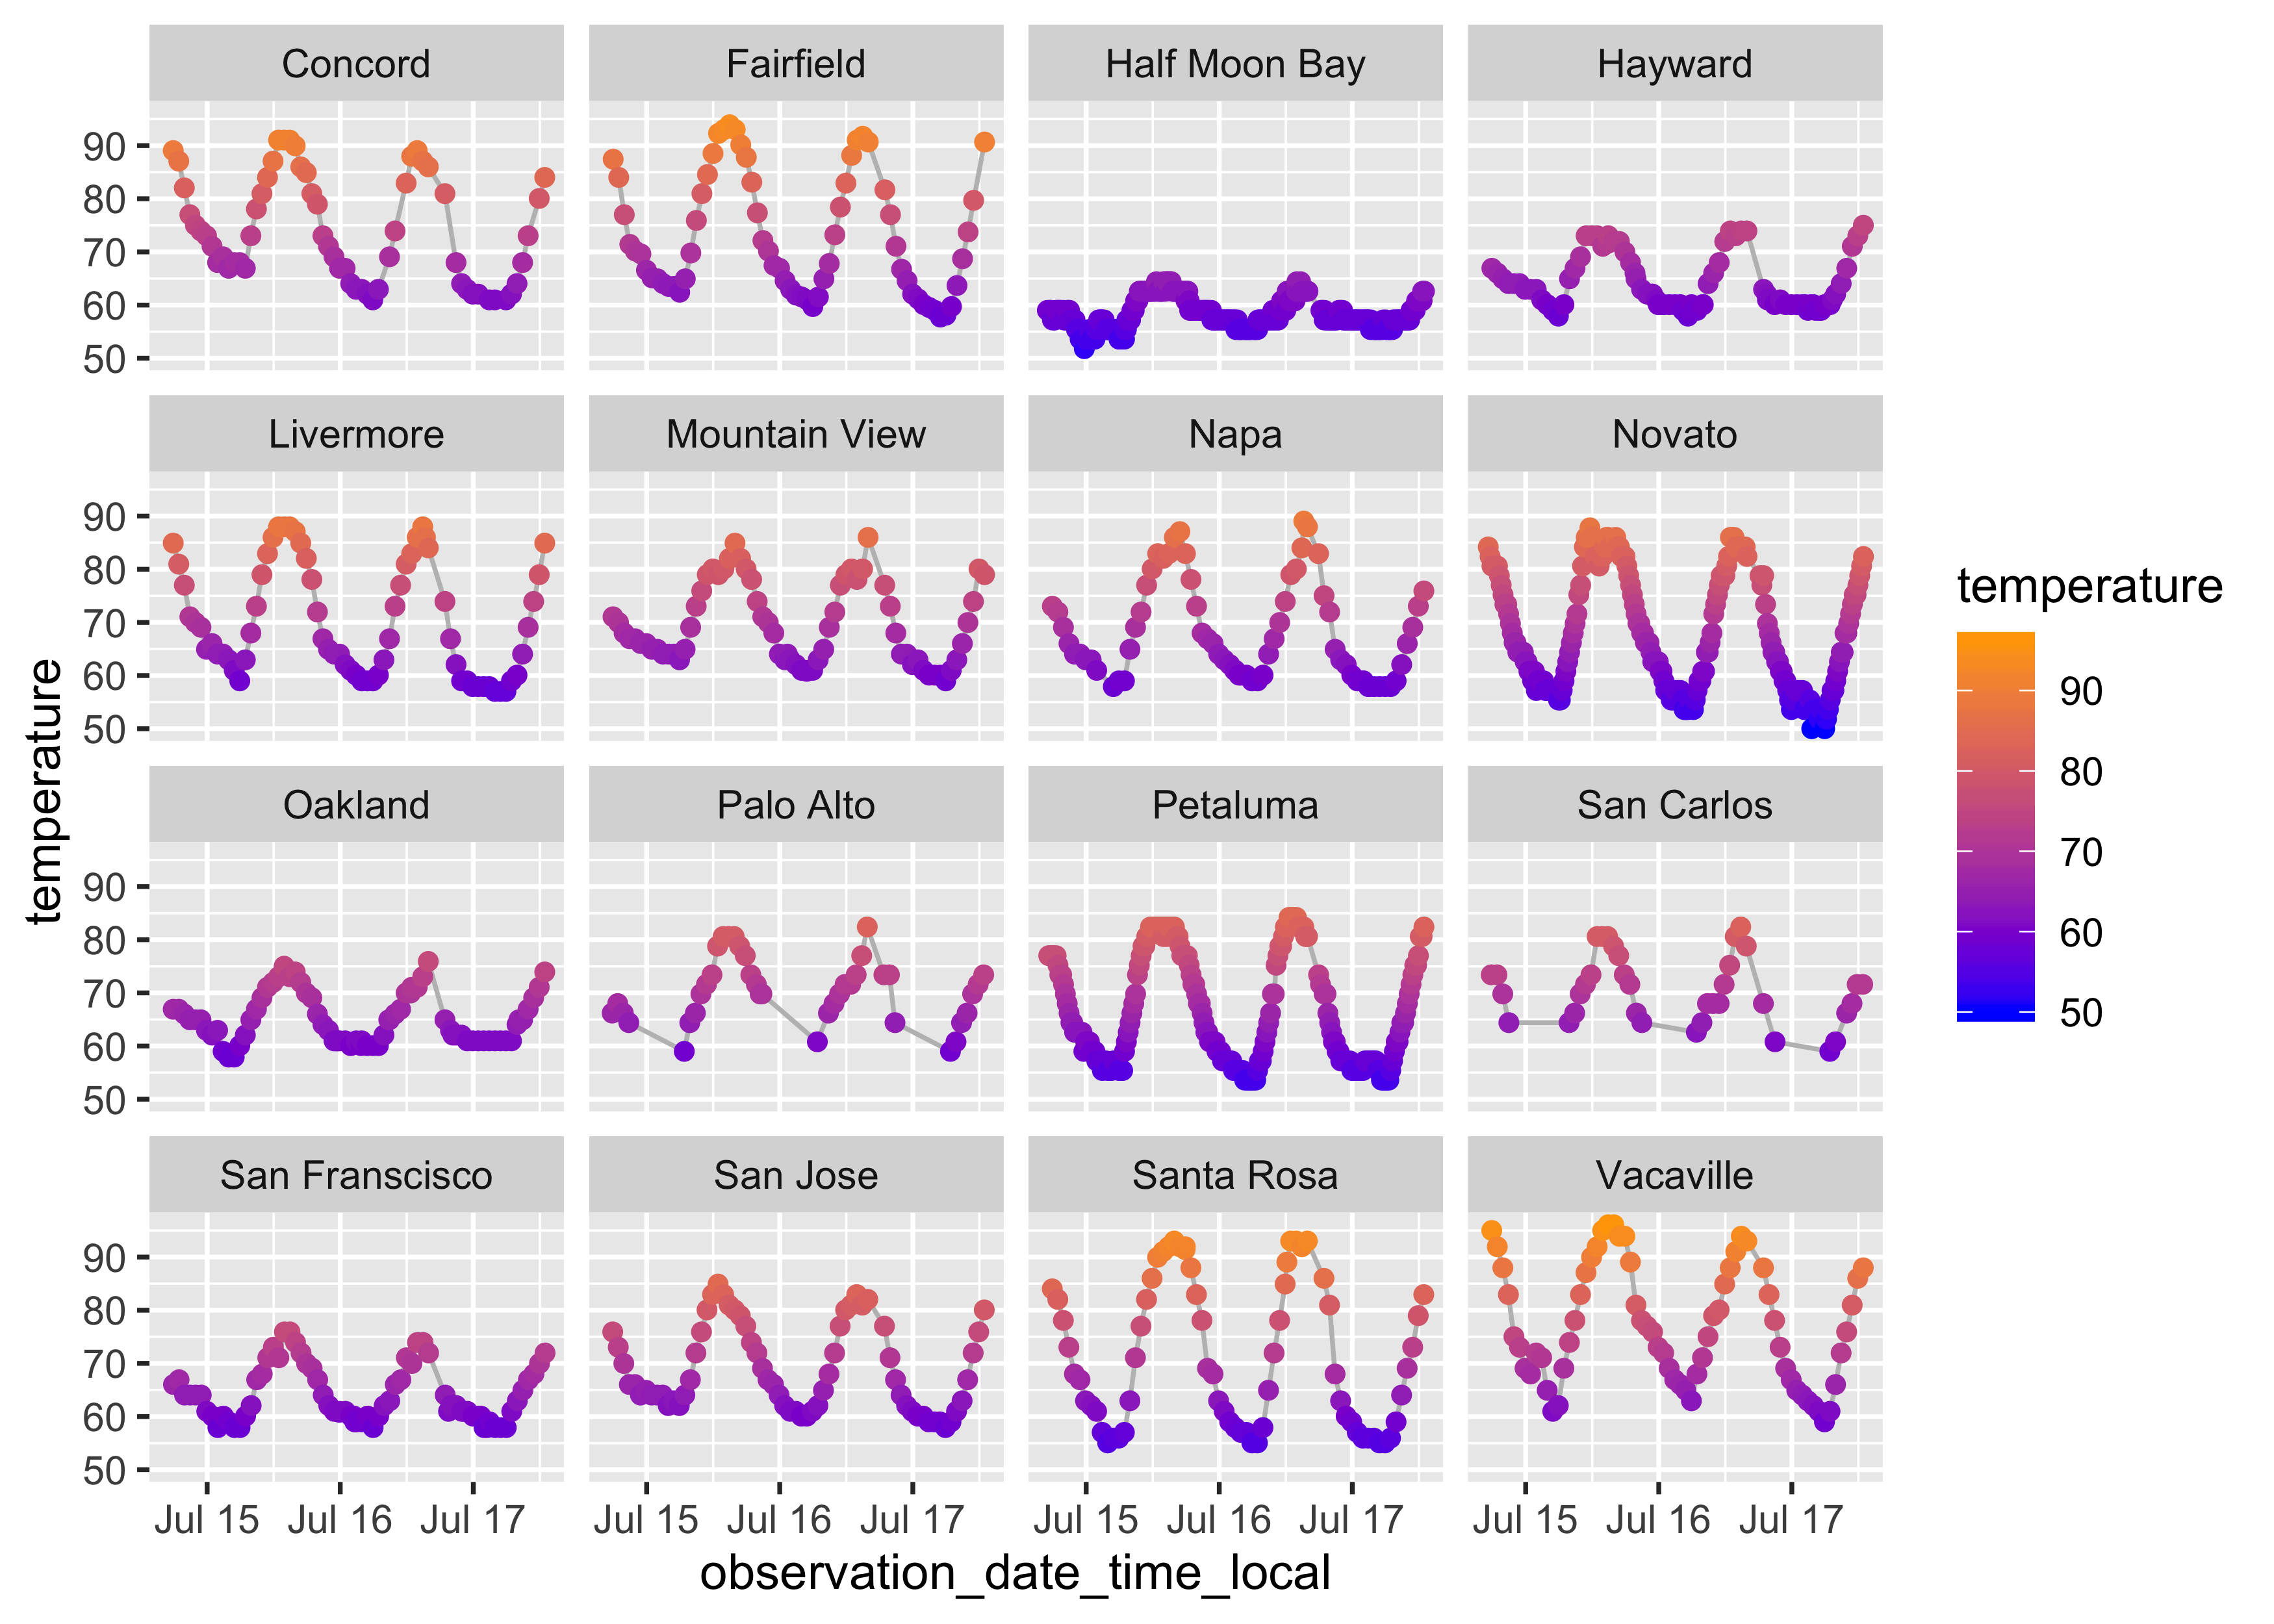 Concord
Fairfield
Half Moon Bay
Hayward
90
80
70
60
50
Livermore
Mountain View
Napa
Novato
90
80
70
60
50
Oakland
Palo Alto
Petaluma
San Carlos
90
80
70
60
50
San Franscisco
San Jose
Santa Rosa
Vacaville
90
80
70
60
50
Jul 15 Jul 16 Jul 17
Jul 15 Jul 16 Jul 17
Jul 15 Jul 16 Jul 17
Jul 15 Jul 16 Jul 17
observation_date_time_local
temperature
temperature
90
80
70
60
50